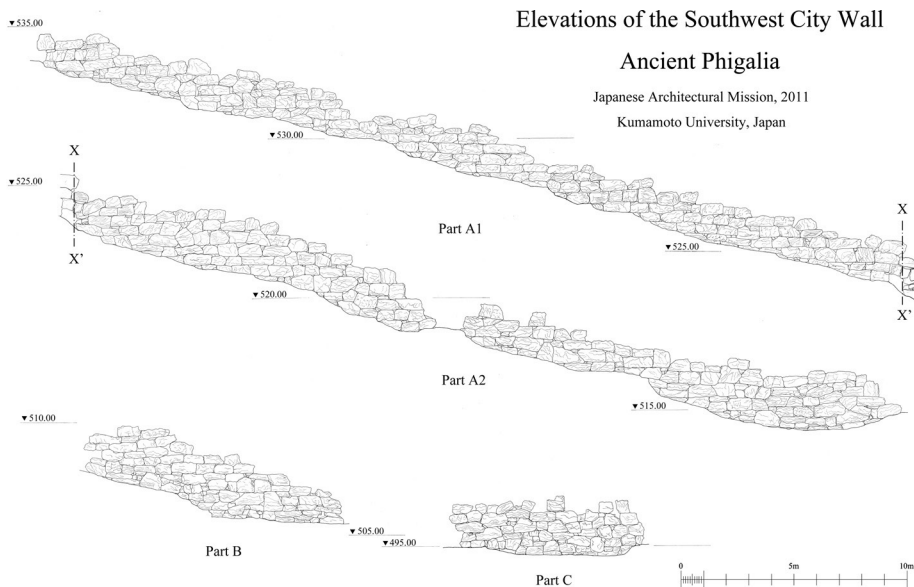 Elevations of the Southwest City Wall
Ancient Phigalia
Japanese Architectural Mission, 2011
Kumamoto University, Japan
▼535.00
▼530.00
X
▼525.00
X
Part A1
▼525.00
X'
▼520.00
X'
Part A2
▼515.00
▼510.00
▼505.00
▼495.00
Part B
Part C
0
5m
10m